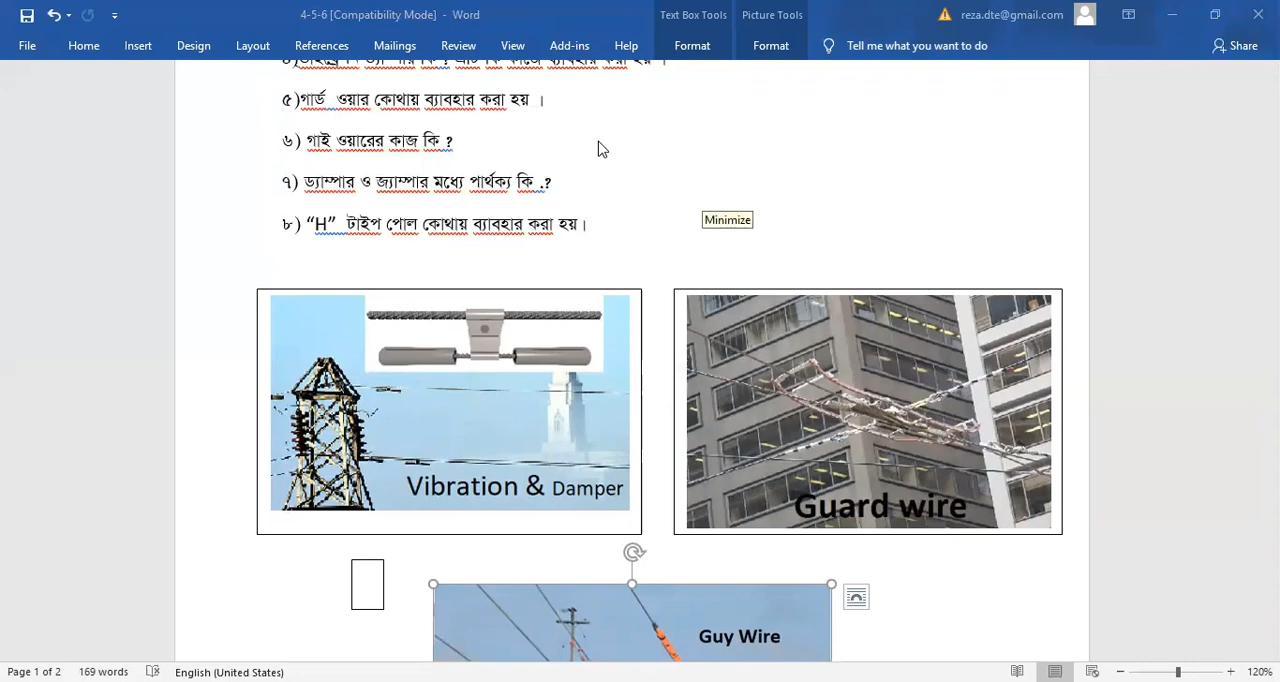 4-5-6 [Compatibility Mode] - Word
Text Box Tools
Picture Tools
reza.dte@gmail.com
File Home Insert Design Layout References Mailings Review View Add-ins Help Format Format Tell me what you want to do Share
৫)গার্ড ওয়ার কোথায় ব্যাবহার করা হয় ।
৬) গাই ওয়ারের কাজ কি ?
৭) ড্যাম্পার ও জ্যাম্পার মধ্যে পার্থক্য কি .?
৮) “H” টাইপ পোল কোথায় ব্যাবহার করা হয়।
Minimize
Vibration & Damper
Guard wire
Guy Wire
Page 1 of 2 169 words English (United States) 120%